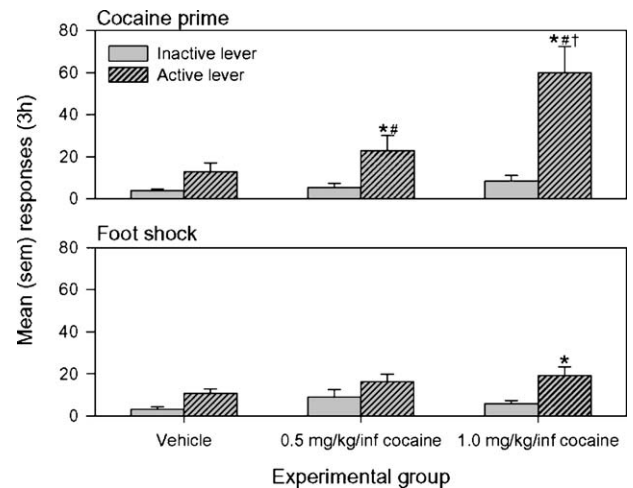 Cocaine prime
80
Inactive lever
Active lever
*#†
60
40
*#
20
0
Foot shock
80
60
40
20
*
0
Mean (sem) responses (3h)
Vehicle 0.5 mg/kg/inf cocaine 1.0 mg/kg/inf cocaine
Experimental group